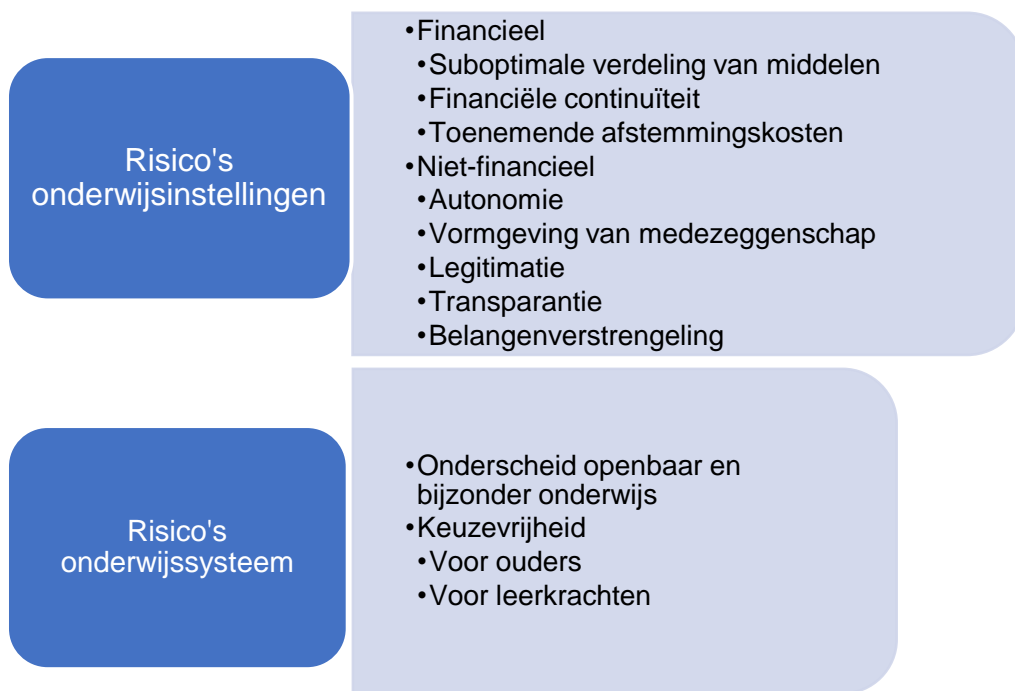 Risico's
onderwijsinstellingen
•Financieel
•Suboptimale verdeling van middelen
•Financiële continuïteit
•Toenemende afstemmingskosten
•Niet-financieel
•Autonomie
•Vormgeving van medezeggenschap
•Legitimatie
•Transparantie
•Belangenverstrengeling
Risico's
onderwijssysteem
•Onderscheid openbaar en
bijzonder onderwijs
•Keuzevrijheid
•Voor ouders
•Voor leerkrachten